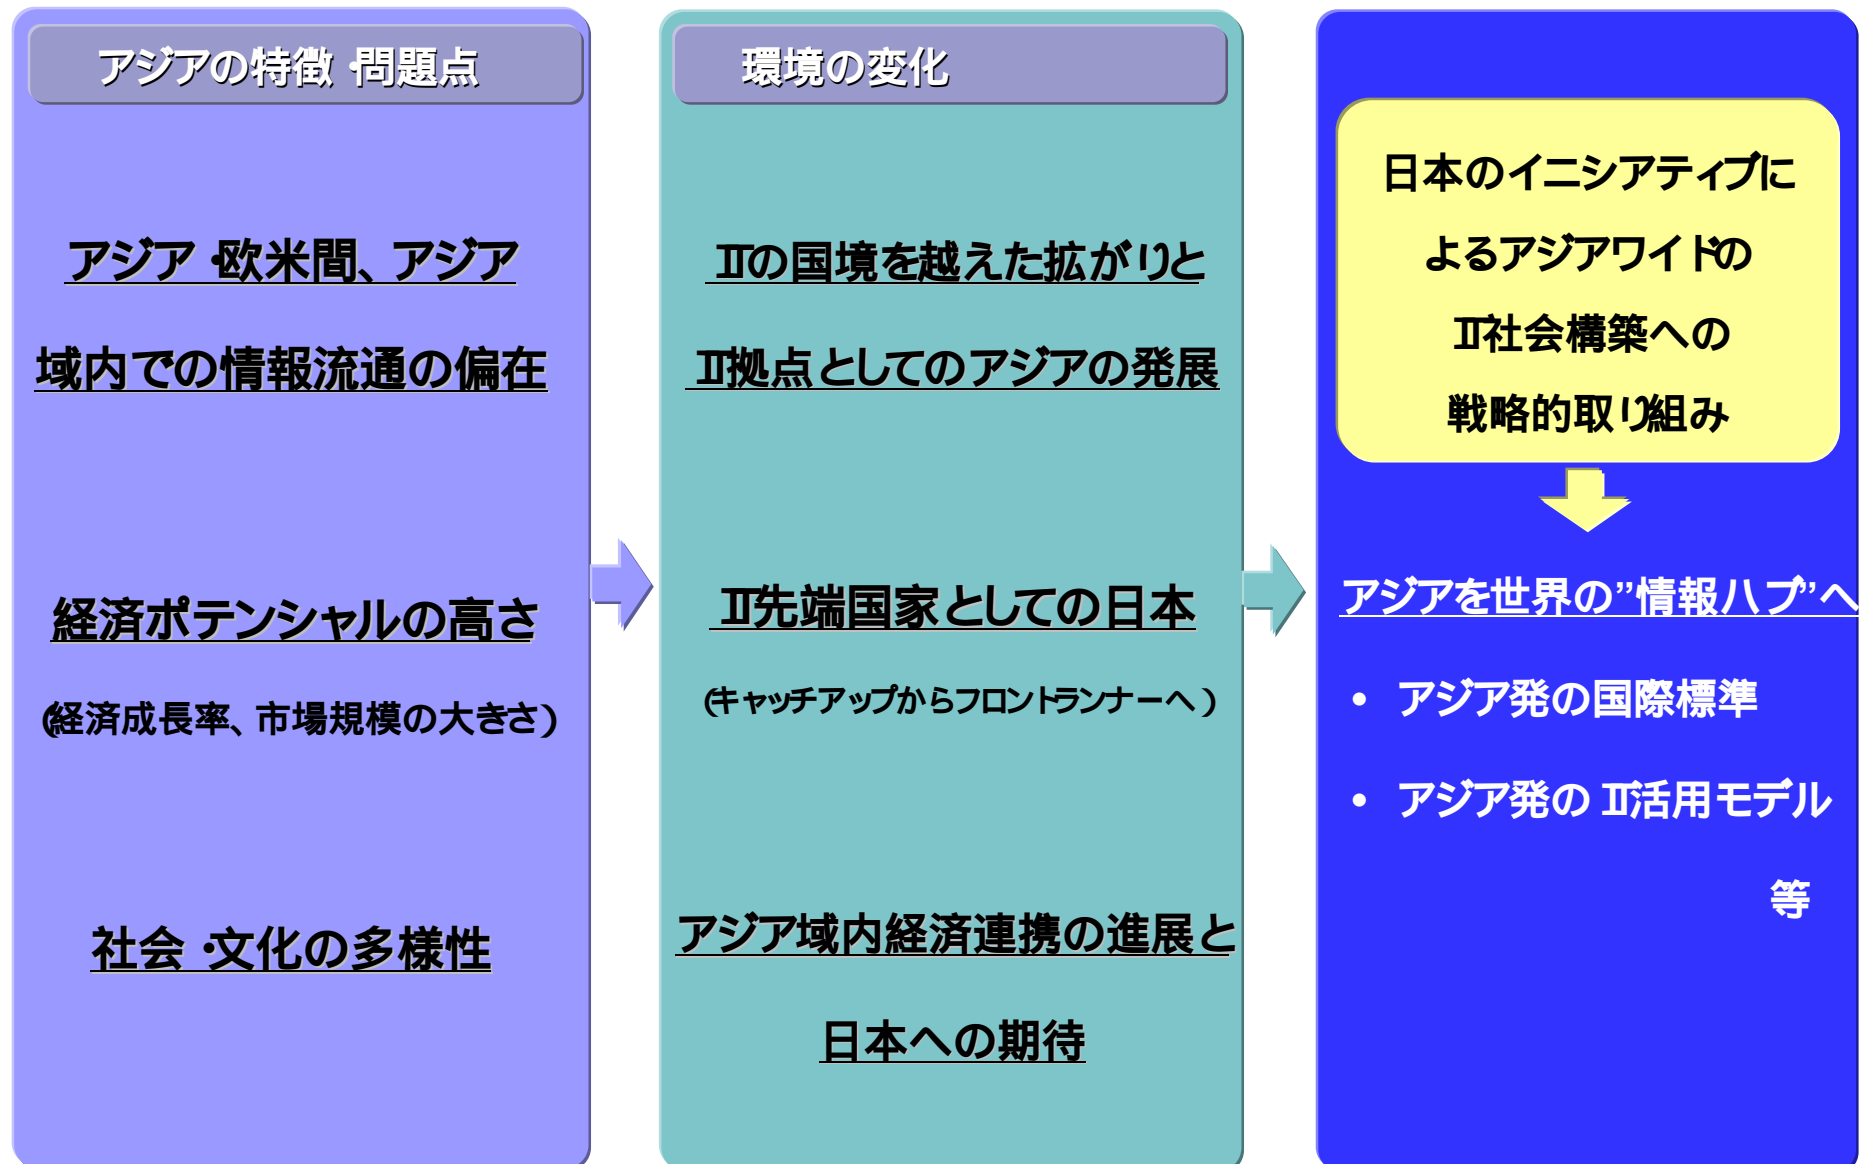 アジアの特徴・問題点
アジア・欧米間、アジア
域内での情報流通の偏在
経済ポテンシャルの高さ
(経済成長率、市場規模の大きさ)
社会・文化の多様性
環境の変化
ITの国境を越えた拡がりと
IT拠点としてのアジアの発展
IT先端国家としての日本
(キャッチアップからフロントランナーへ)
アジア域内経済連携の進展と
日本への期待
日本のイニシアティブに
よるアジアワイドの
IT社会構築への
戦略的取り組み
アジアを世界の”情報ハブ”へ
• アジア発の国際標準
• アジア発のIT活用モデル
等